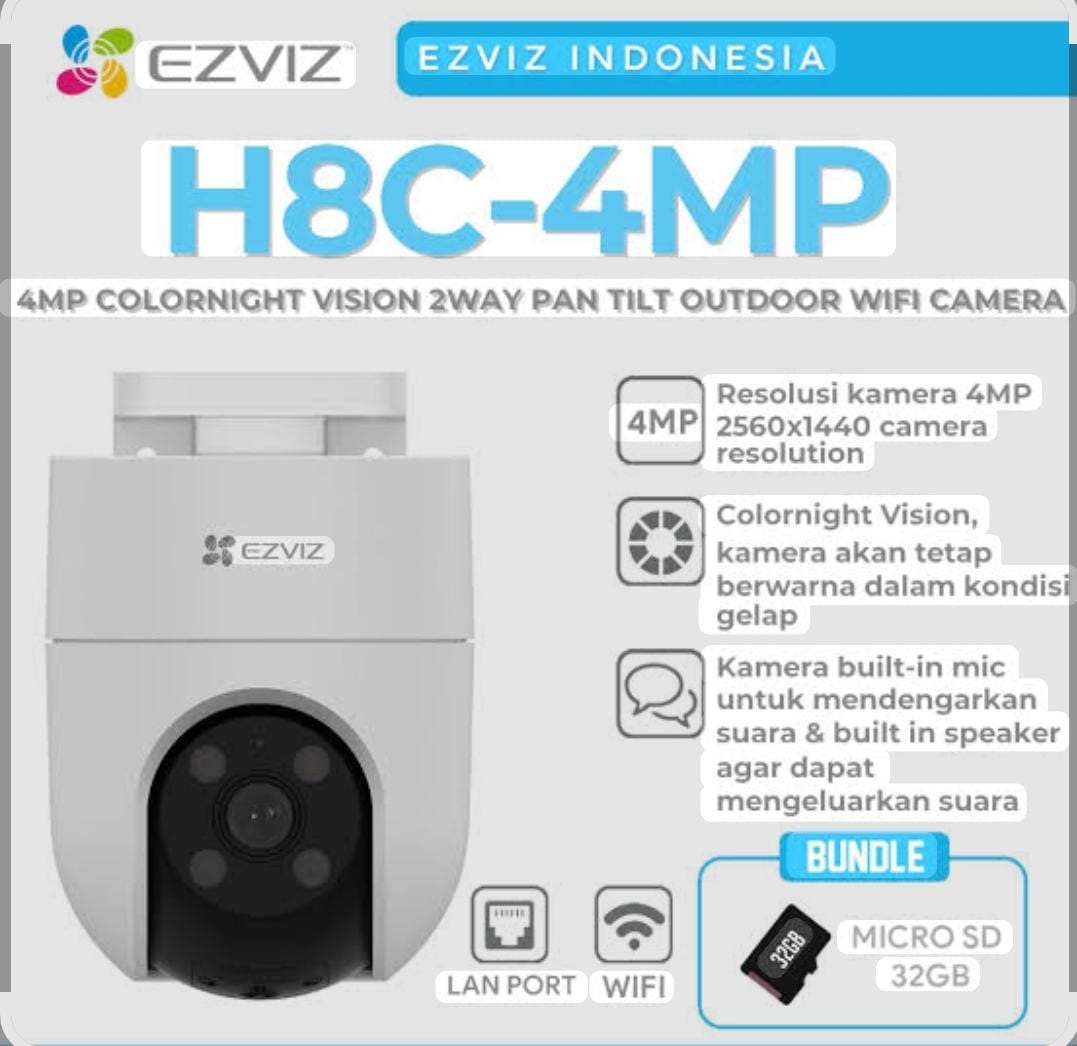 EZVIZ
EZVIZ INDONESIA
H8C-4MP
4MP COLORNIGHT VISION 2WAY PAN TILT OUTDOOR WIFI CAMERA
EZVIZ
4MP
Resolusi kamera 4MP
2560x1440 camera
resolution
Colornight Vision,
kamera akan tetap
berwarna dalam kondisi
gelap
Kamera built-in mic
untuk mendengarkan
suara & built in speaker
agar dapat
mengeluarkan suara
LAN PORT
WIFI
BUNDLE
32GB
MICRO SD
32GB